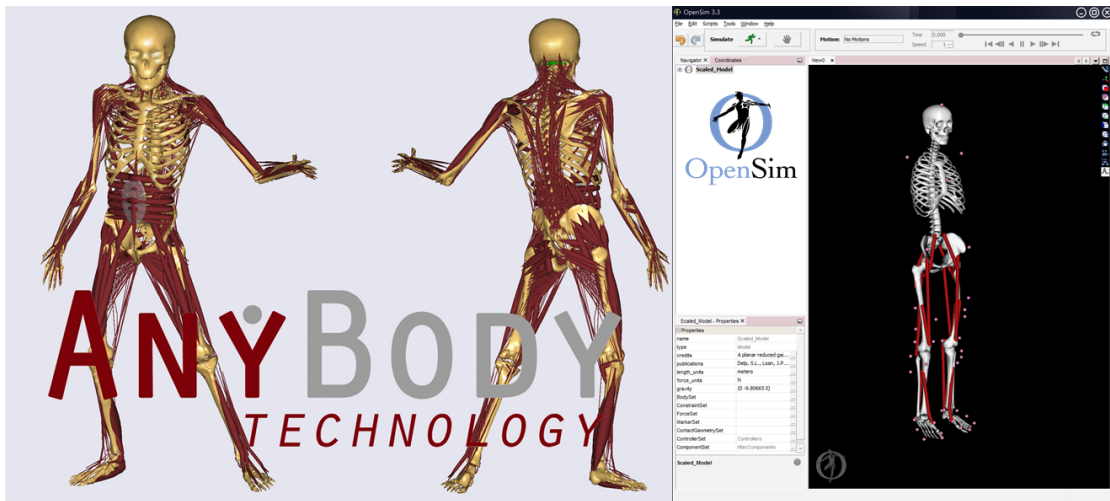 ANYBODY
TECHNOLOGY
OpenSim 3.3
File Edit Scripts Tools Window Help
Simulate
Motion: No Motions
Time 0.000
Speed 1
Navigator X Coordinates
View0 x
Scaled_Model
OpenSim
Scaled_Model - Properties X
Properties
name Scaled_Model
type Model
credits A planar reduced gai...
publications Delp, S.L., Loan, J.P....
length_units meters
force_units N
gravity (0 -9.80665 0)
BodySet
ConstraintSet
ForceSet
MarkerSet
ContactGeometrySet
ControllerSet Controllers
ComponentSet MiscComponents
Scaled_Model